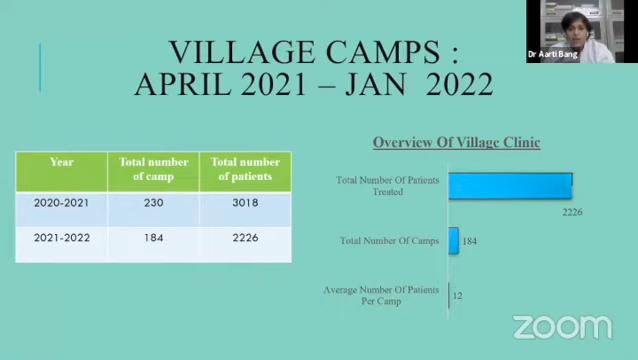 VILLAGE CAMPS :
APRIL 2021 – JAN 2022
Dr Aarti Bang
Year Total number of camp Total number of patients
2020-2021 230 3018
2021-2022 184 2226
Overview Of Village Clinic
Total Number Of Patients
Treated
2226
Total Number Of Camps 184
Average Number Of Patients
Per Camp
12
zoom